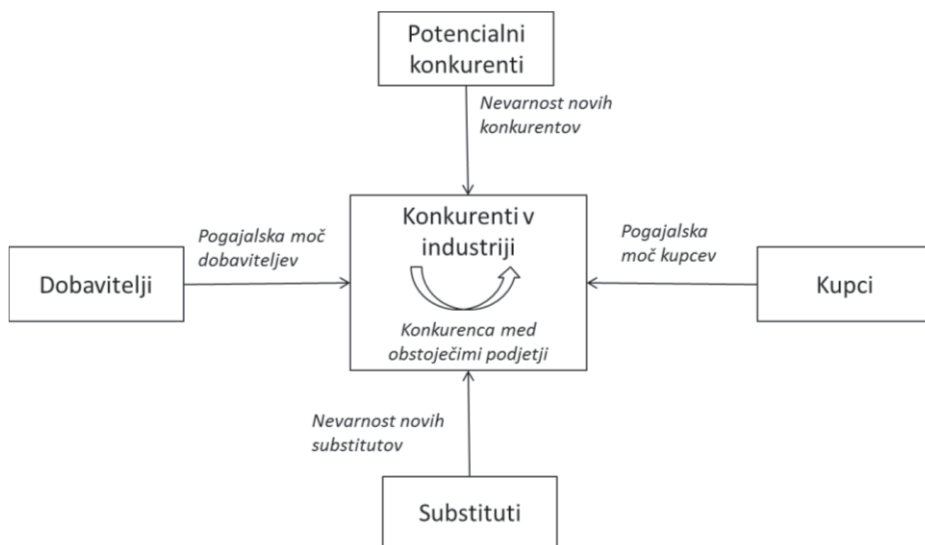 Potencialni
konkurenti
Nevarnost novih
konkurentov
Konkurenti v
industriji
Pogajalska moč
dobaviteljev
Pogajalska
moč kupcev
Dobavitelji
Kupci
Konkurenca med
obstoječimi podjetji
Nevarnost novih
substitutov
Substituti